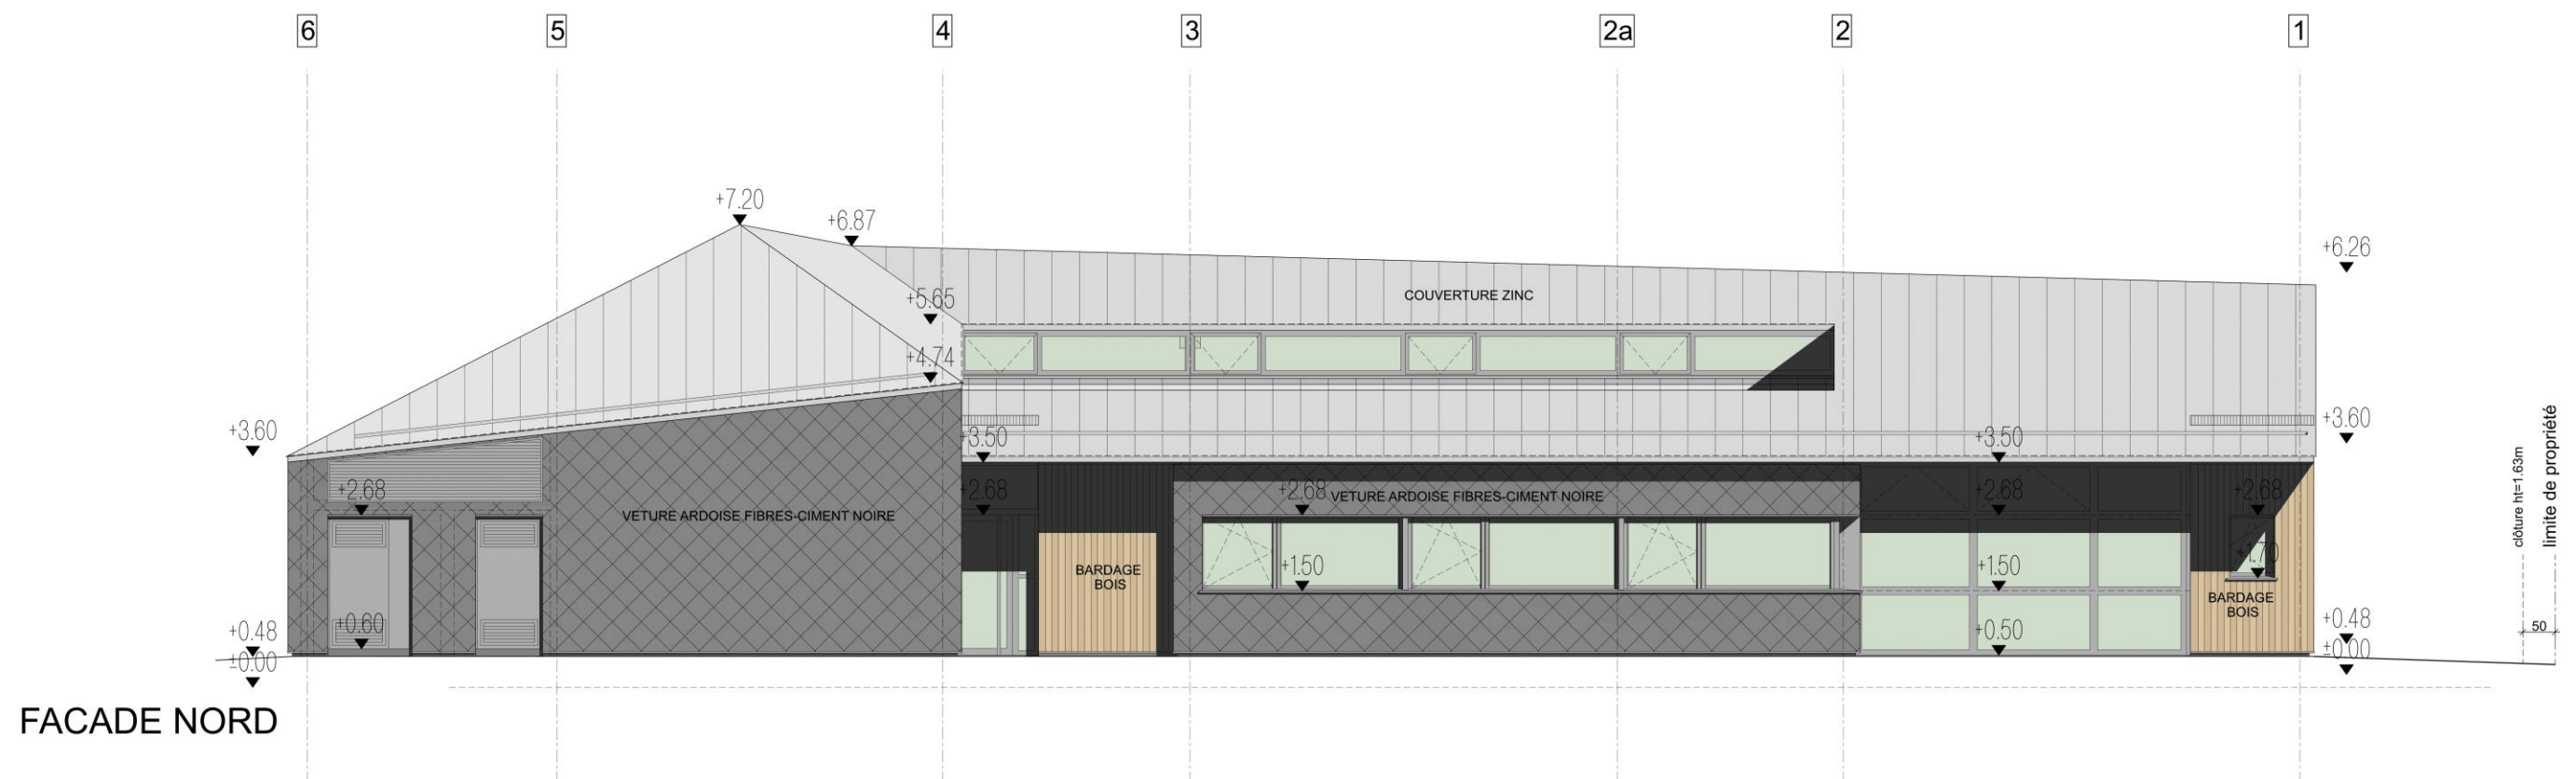 6
5
4
3
2a
2
1
+7.20
+6.87
+6.26
+5.65
COUVERTURE ZINC
+4.74
+3.60
+3.50
+3.50
+3.60
+2.68
VETURE ARDOISE FIBRES-CIMENT NOIRE
+2.68
+2.68
VETURE ARDOISE FIBRES-CIMENT NOIRE
+2.68
+2.68
clôture ht=1.63m
limite de propriété
BARDAGE
BOIS
+1.50
+1.50
+1.70
BARDAGE
BOIS
+0.48
+0.60
+0.50
+0.48
50
±0.00
±0.00
FACADE NORD